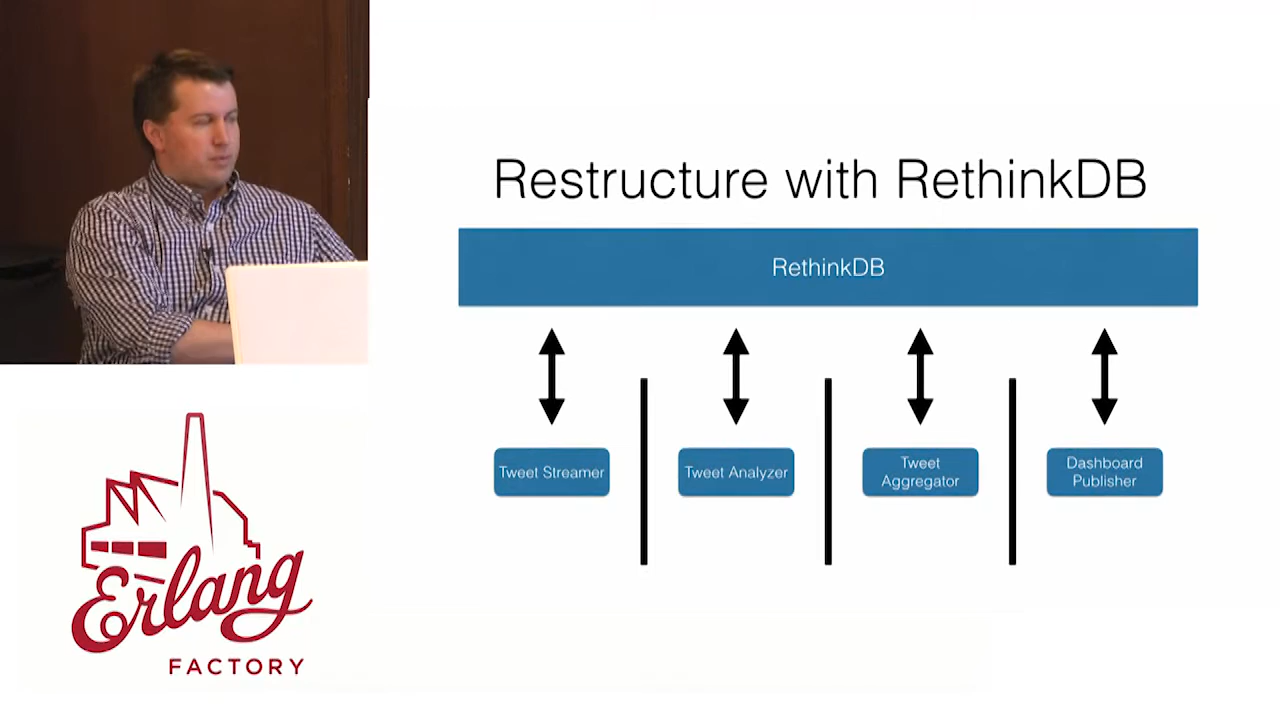 Restructure with RethinkDB
RethinkDB
Tweet Streamer
Tweet Analyzer
Tweet
Aggregator
Dashboard
Publisher
Erlang
FACTORY